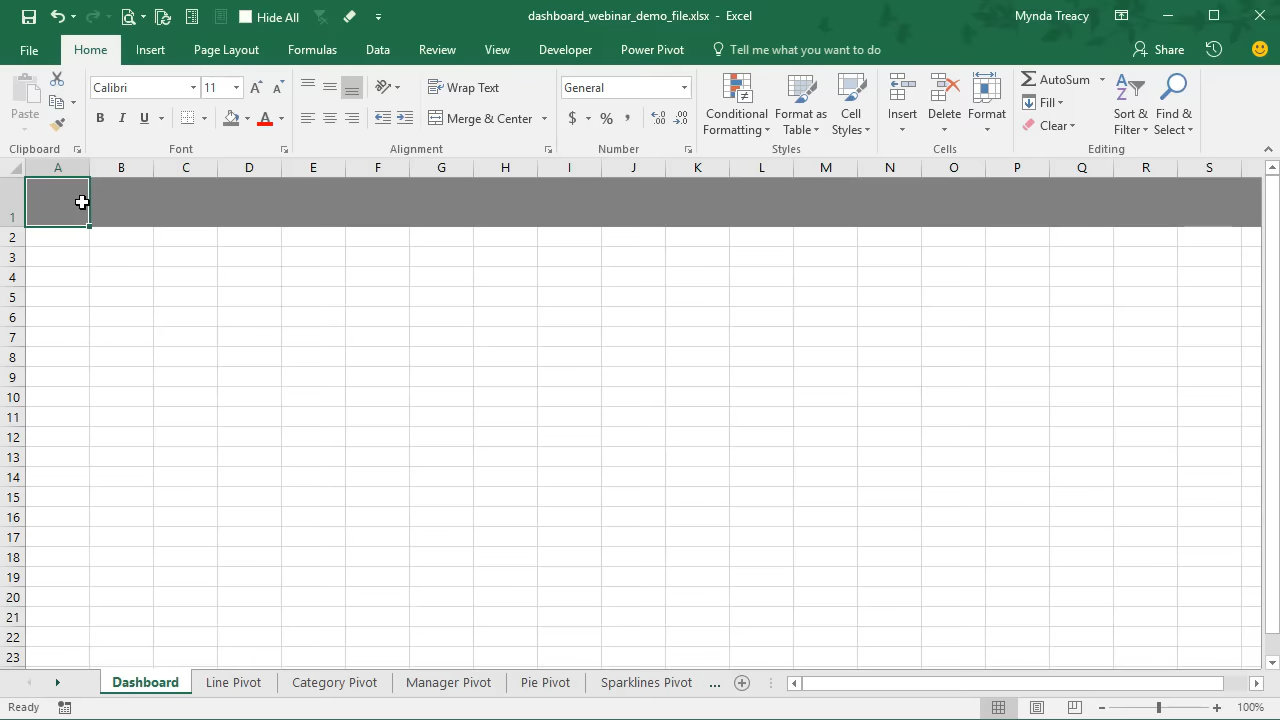 Hide All
dashboard_webinar_demo_file.xlsx - Excel
Mynda Treacy
File Home Insert Page Layout Formulas Data Review View Developer Power Pivot Tell me what you want to do Share
Calibri 11 Wrap Text General AutoSum
Paste Conditional Formatting Format as Table Cell Styles Insert Delete Format Fill Sort & Filter Find & Select
B I U A Merge & Center $ % , Clear
Clipboard Font Alignment Number Styles Cells Editing
A B C D E F G H I J K L M N O P Q R S
1
2
3
4
5
6
7
8
9
10
11
12
13
14
15
16
17
18
19
20
21
22
23
Dashboard Line Pivot Category Pivot Manager Pivot Pie Pivot Sparklines Pivot ...
Ready 100%